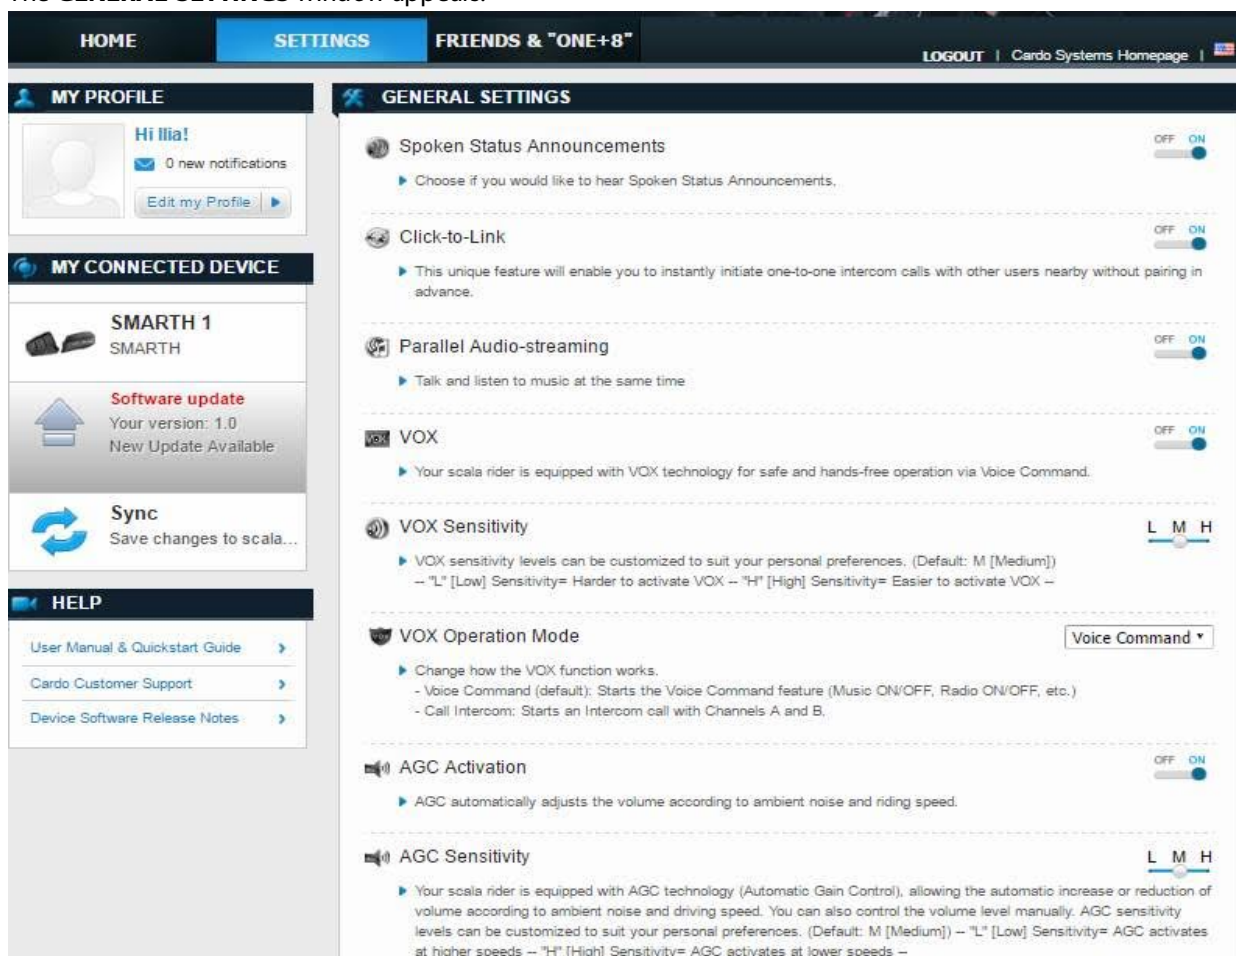 The GENERAL SETTINGS window appears.
HOME
SETTINGS
FRIENDS & "ONE+8"
LOGOUT | Cardo Systems Homepage |
MY PROFILE
Hi Ilia!
0 new notifications
Edit my Profile
MY CONNECTED DEVICE
SMARTH 1
SMARTH
Software update
Your version: 1.0
New Update Available
Sync
Save changes to scala...
HELP
User Manual & Quickstart Guide
Cardo Customer Support
Device Software Release Notes
GENERAL SETTINGS
Spoken Status Announcements
OFF ON
Choose if you would like to hear Spoken Status Announcements.
Click-to-Link
OFF ON
This unique feature will enable you to instantly initiate one-to-one intercom calls with other users nearby without pairing in
advance.
Parallel Audio-streaming
OFF ON
Talk and listen to music at the same time
VOX VOX
OFF ON
Your scala rider is equipped with VOX technology for safe and hands-free operation via Voice Command.
VOX Sensitivity
L M H
VOX sensitivity levels can be customized to suit your personal preferences. (Default: M [Medium])
-- "L" [Low] Sensitivity= Harder to activate VOX -- "H" [High] Sensitivity= Easier to activate VOX --
VOX Operation Mode
Voice Command
Change how the VOX function works.
- Voice Command (default): Starts the Voice Command feature (Music ON/OFF, Radio ON/OFF, etc.)
- Call Intercom: Starts an Intercom call with Channels A and B.
AGC Activation
OFF ON
AGC automatically adjusts the volume according to ambient noise and riding speed.
AGC Sensitivity
L M H
Your scala rider is equipped with AGC technology (Automatic Gain Control), allowing the automatic increase or reduction of
volume according to ambient noise and driving speed. You can also control the volume level manually. AGC sensitivity
levels can be customized to suit your personal preferences. (Default: M [Medium]) -- "L" [Low] Sensitivity= AGC activates
at higher speeds -- "H" [High] Sensitivity= AGC activates at lower speeds --